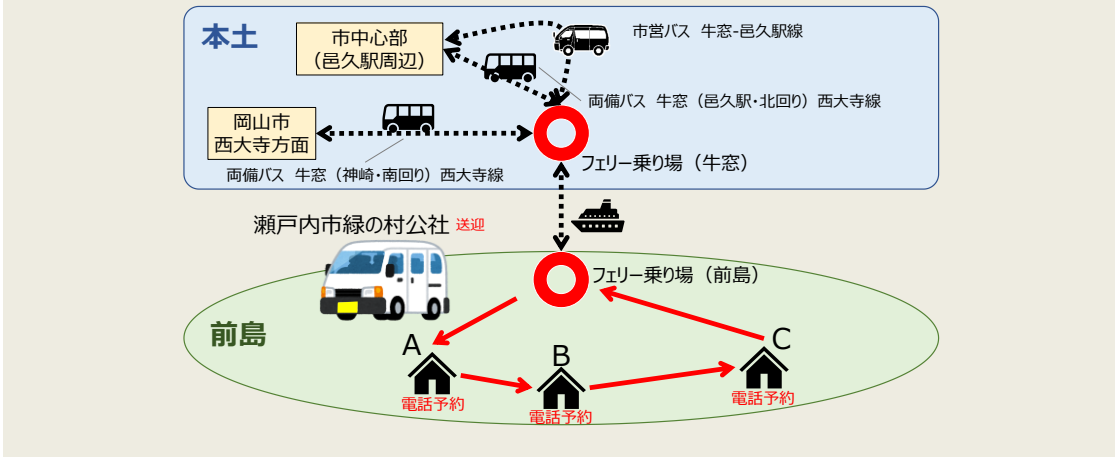 本土
市中心部
（邑久駅周辺）
市営バス 牛窓-邑久駅線
両備バス 牛窓（邑久駅・北回り）西大寺線
岡山市
西大寺方面
両備バス 牛窓（神崎・南回り）西大寺線
フェリー乗り場（牛窓）
瀬戸内市緑の村公社 送迎
フェリー乗り場（前島）
前島
A
B
C
電話予約
電話予約
電話予約